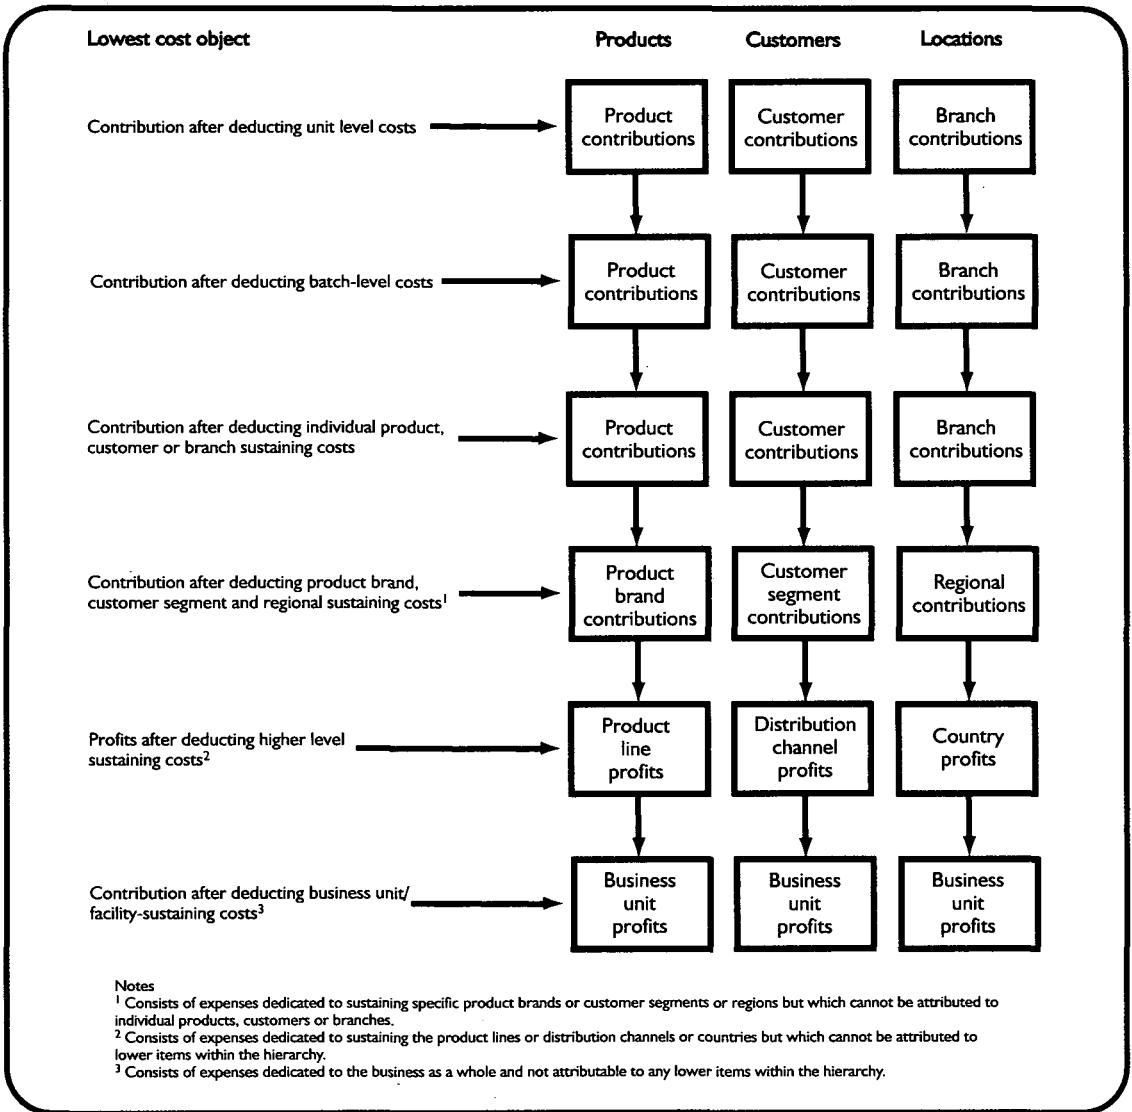 Lowest cost object
Products
Customers
Locations
Contribution after deducting unit level costs
Product
contributions
Customer
contributions
Branch
contributions
Contribution after deducting batch-level costs
Product
contributions
Customer
contributions
Branch
contributions
Contribution after deducting individual product,
customer or branch sustaining costs
Product
contributions
Customer
contributions
Branch
contributions
Contribution after deducting product brand,
customer segment and regional sustaining costs¹
Product
brand
contributions
Customer
segment
contributions
Regional
contributions
Profits after deducting higher level
sustaining costs²
Product
line
profits
Distribution
channel
profits
Country
profits
Contribution after deducting business unit/
facility-sustaining costs³
Business
unit
profits
Business
unit
profits
Business
unit
profits
Notes
¹ Consists of expenses dedicated to sustaining specific product brands or customer segments or regions but which cannot be attributed to
individual products, customers or branches.
² Consists of expenses dedicated to sustaining the product lines or distribution channels or countries but which cannot be attributed to
lower items within the hierarchy.
³ Consists of expenses dedicated to the business as a whole and not attributable to any lower items within the hierarchy.